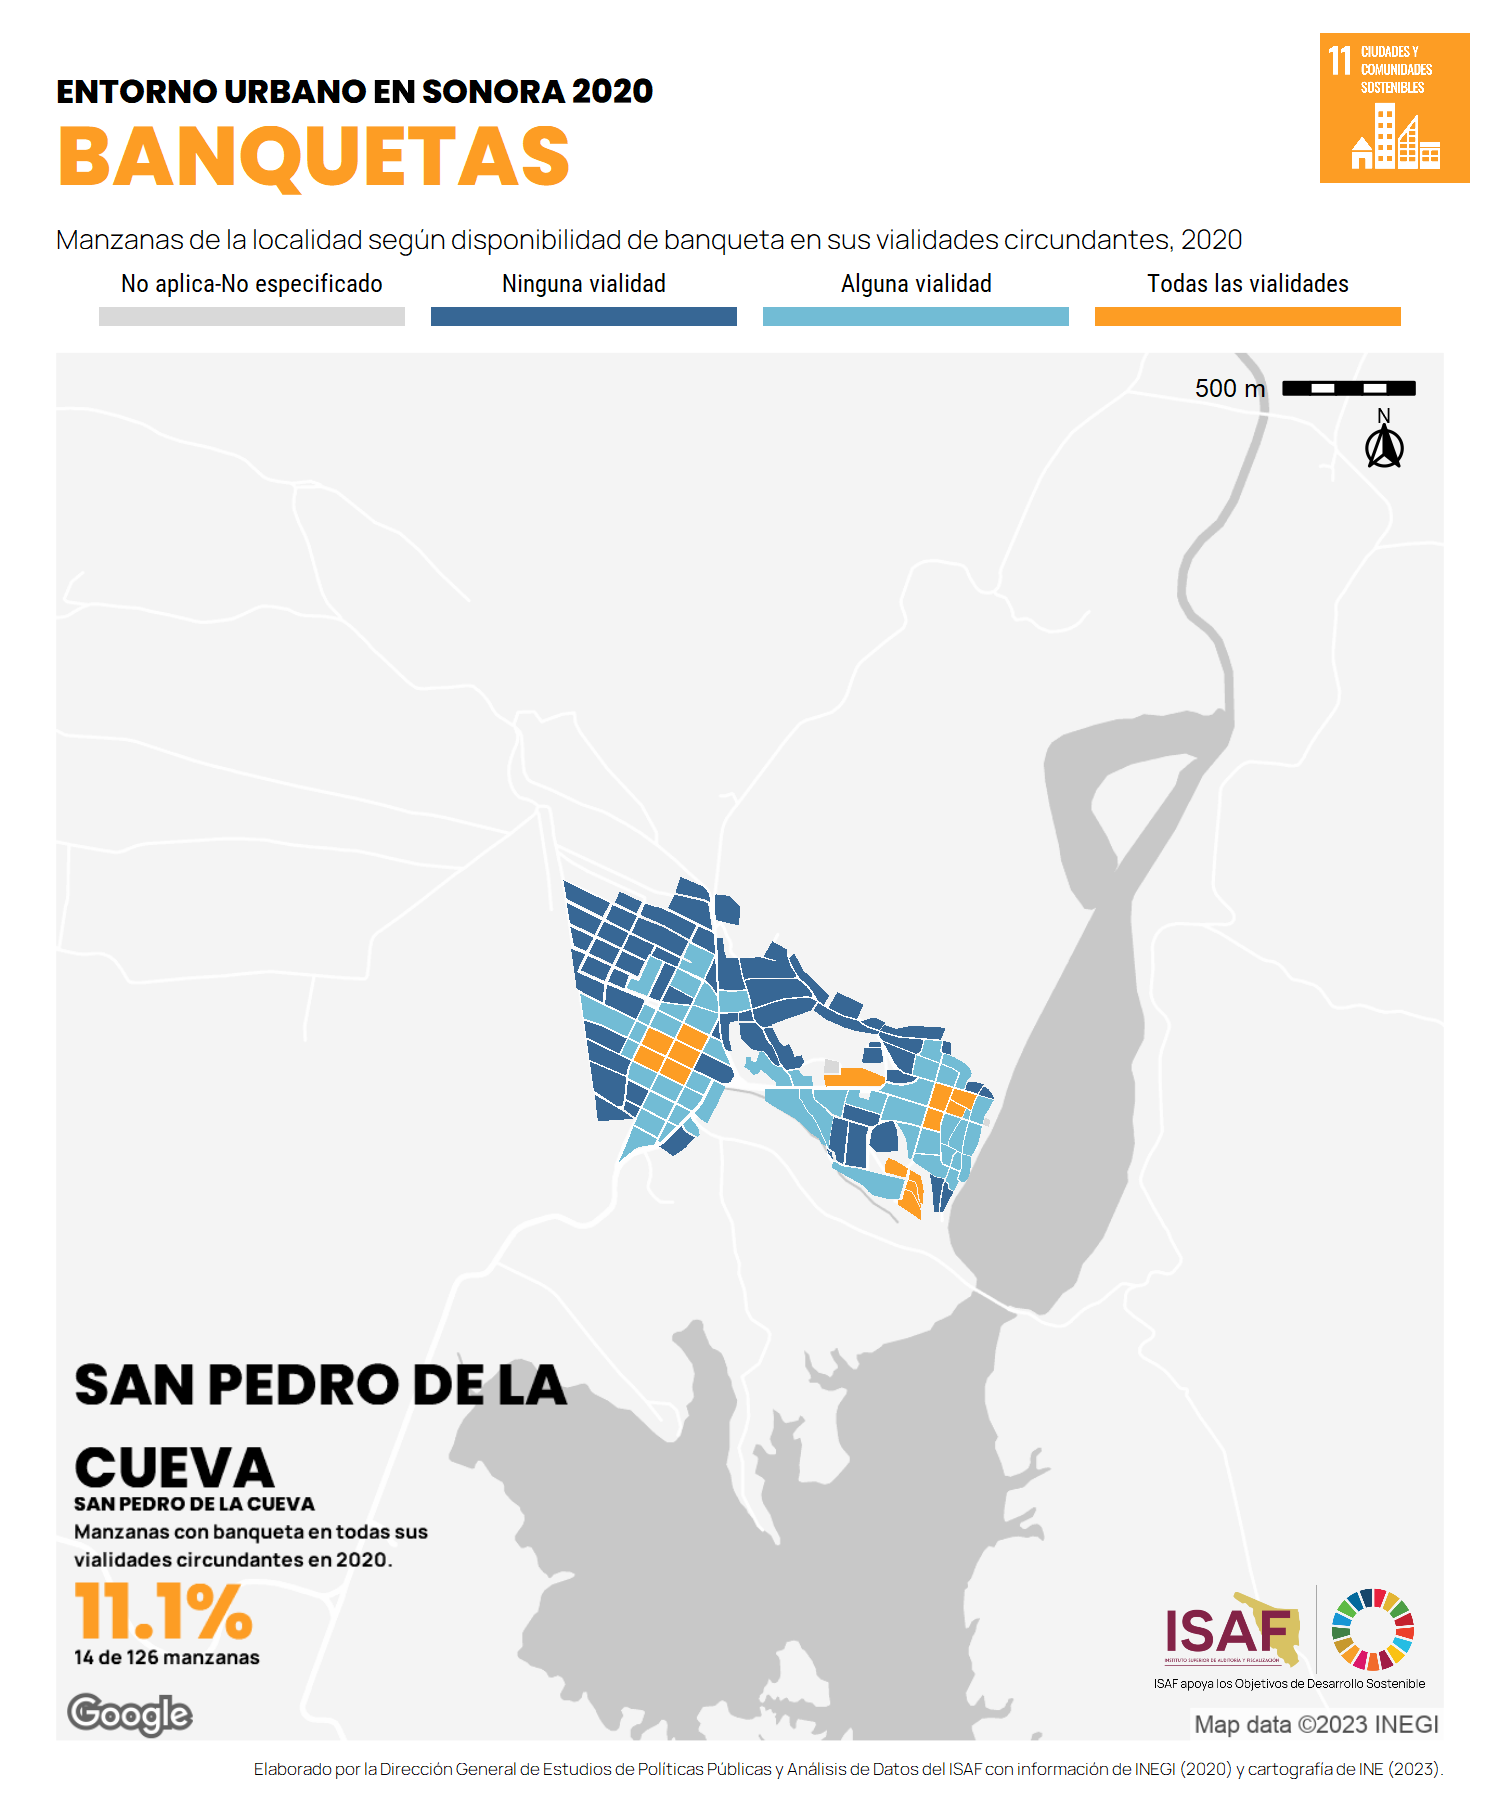 ENTORNO URBANO EN SONORA 2020
BANQUETAS
11 CIUDADES Y
COMUNIDADES
SOSTENIBLES
Manzanas de la localidad según disponibilidad de banqueta en sus vialidades circundantes, 2020
No aplica-No especificado Ninguna vialidad Alguna vialidad Todas las vialidades
500 m
N
SAN PEDRO DE LA
CUEVA
SAN PEDRO DE LA CUEVA
Manzanas con banqueta en todas sus
vialidades circundantes en 2020.
11.1%
14 de 126 manzanas
Google
ISAF
INSTITUTO SUPERIOR DE AUDITORÍA Y FISCALIZACIÓN
ISAF apoya los Objetivos de Desarrollo Sostenible
Map data ©2023 INEGI
Elaborado por la Dirección General de Estudios de Políticas Públicas y Análisis de Datos del ISAF con información de INEGI (2020) y cartografía de INE (2023).